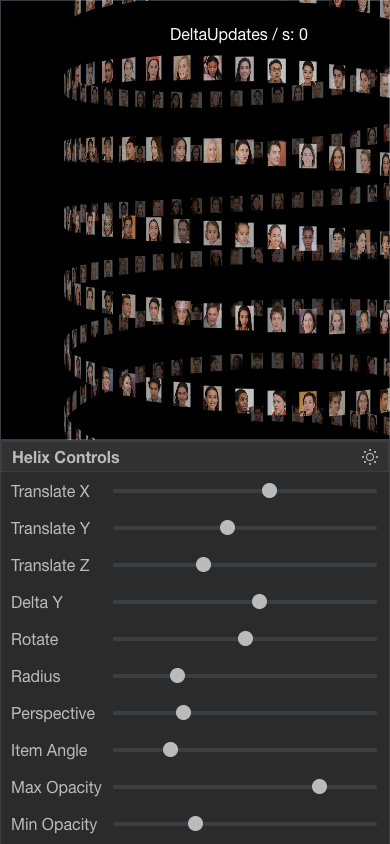 DeltaUpdates / s: 0
Helix Controls
Translate X
Translate Y
Translate Z
Delta Y
Rotate
Radius
Perspective
Item Angle
Max Opacity
Min Opacity